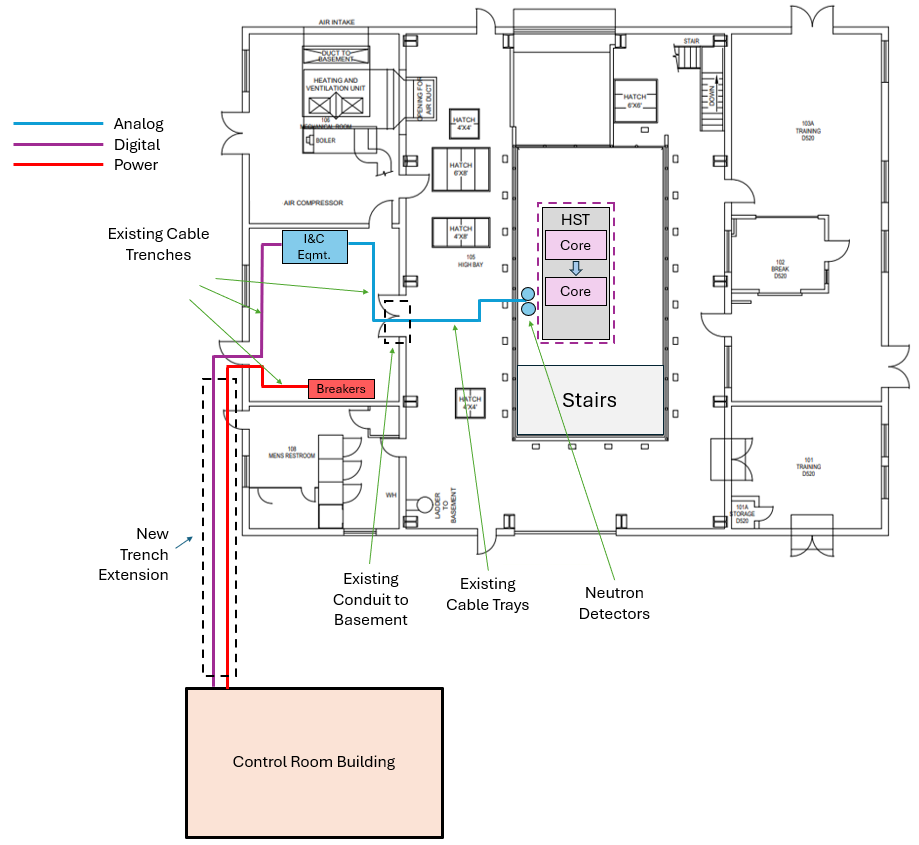 AIR INTAKE
DUCT TO
BASEMENT
HEATING AND
VENTILATION UNIT
106
MECHANICAL ROOM
BOILER
OPENING FOR
AIR DUCT
AIR COMPRESSOR
STAIR
DOWN
HATCH
4'X4'
HATCH
6'X6'
HATCH
6'X8'
HATCH
4'X8'
105
HIGH BAY
103A
TRAINING
D520
Analog
Digital
Power
Existing Cable
Trenches
I&C
Eqmt.
HST
Core
Core
102
BREAK
D520
Breakers
HATCH
4'X4'
Stairs
108
MENS RESTROOM
WH
LADDER
TO
BASEMENT
101
TRAINING
D520
101A
STORAGE
D520
New
Trench
Extension
Existing
Conduit to
Basement
Existing
Cable Trays
Neutron
Detectors
Control Room Building